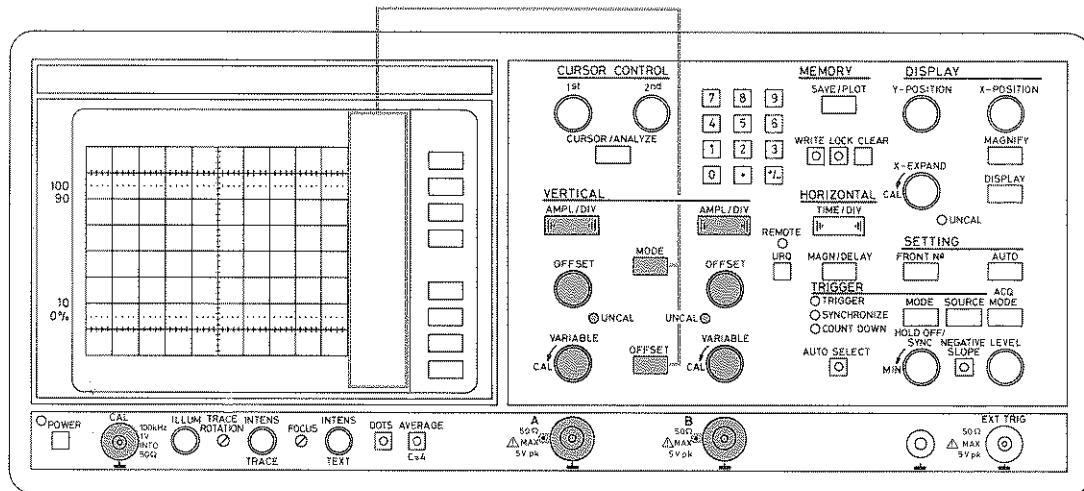 CURSOR CONTROL
1st
2nd
CURSOR/ANALYZE
7 8 9
4 5 6
1 2 3
0 •
MEMORY
SAVE/PLOT
WRITE LOCK CLEAR
DISPLAY
Y-POSITION
X-POSITION
MAGNIFY
X-EXPAND
CAL
DISPLAY
UNCAL
100
90
10
0%
VERTICAL
AMPL/DIV
AMPL/DIV
MODE
OFFSET
OFFSET
UNCAL
UNCAL
VARIABLE
CAL
OFFSET
VARIABLE
CAL
HORIZONTAL
TIME/DIV
REMOTE
URQ
MAGN/DELAY
SETTING
FRONT Nº
AUTO
TRIGGER
TRIGGER
SYNCHRONIZE
COUNT DOWN
MODE
SOURCE
ACQ
MODE
AUTO SELECT
HOLD OFF/
SYNC
MIN
NEGATIVE
SLOPE
LEVEL
POWER
CAL
100kHz
1V
INTO
50Ω
ILLUM
TRACE
ROTATION
INTENS
TRACE
FOCUS
INTENS
TEXT
DOTS
AVERAGE
C=4
A
50Ω
MAX
5V pk
B
50Ω
MAX
5V pk
EXT TRIG
50Ω
MAX
5V pk